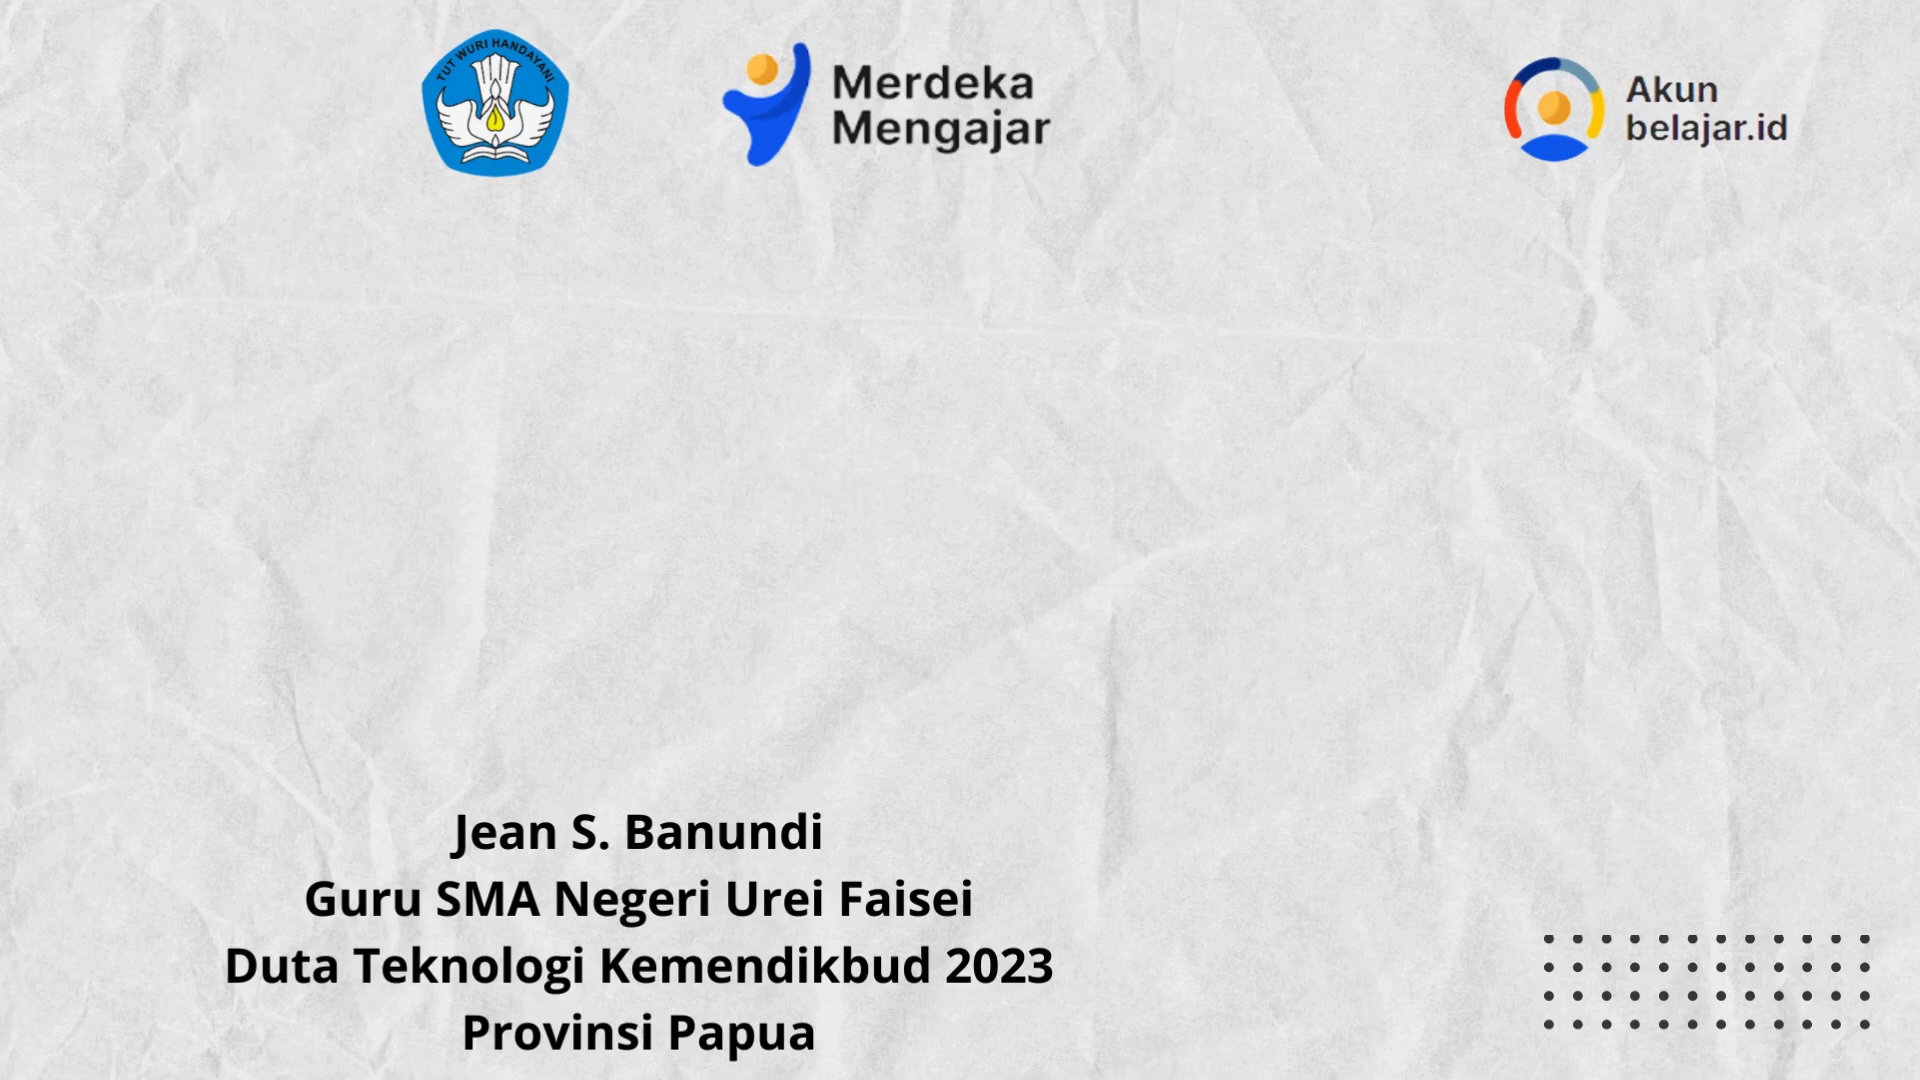 TUT WURI HANDAYANI
Merdeka
Mengajar
Akun
belajar.id
Jean S. Banundi
Guru SMA Negeri Urei Faisei
Duta Teknologi Kemendikbud 2023
Provinsi Papua